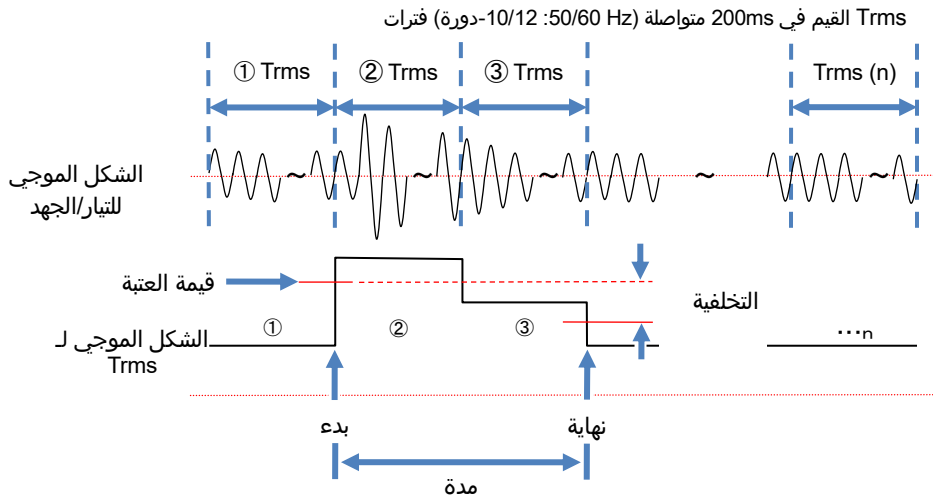 Trms القيم في 200ms متواصلة (50/60 Hz: 10/12-دورة) فترات
① Trms
② Trms
③ Trms
Trms (n)
الشكل الموجي
للتيار/الجهد
~ ~ ~ ~ ~
قيمة العتبة
التخلفية
①
②
③
...n
الشكل الموجي لـ
Trms
بدء
نهاية
مدة